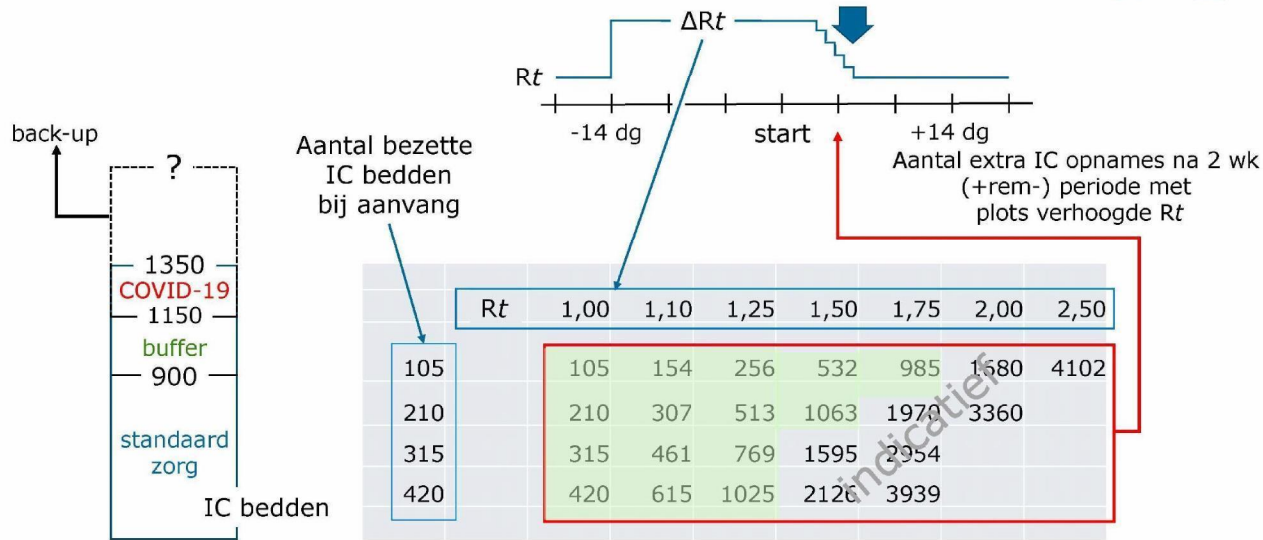 ΔRt
Rt
-14 dg
start
+14 dg
Aantal extra IC opnames na 2 wk
(+rem-) periode met
plots verhoogde Rt
back-up
?
1350
COVID-19
1150
buffer
900
standaard
zorg
IC bedden
Aantal bezette
IC bedden
bij aanvang
Rt 1,00 1,10 1,25 1,50 1,75 2,00 2,50
105 105 154 256 532 985 1680 4102
210 210 307 513 1063 1970 3360
315 315 461 769 1595 2954
420 420 615 1025 2126 3939
indicatief